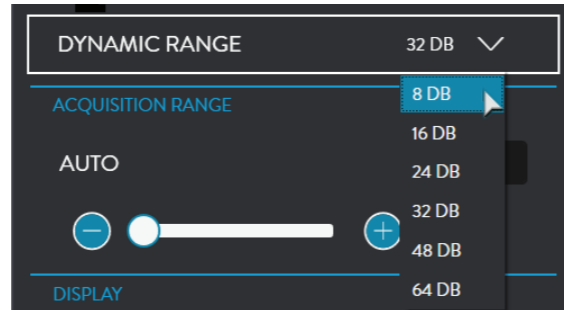 DYNAMIC RANGE 32 DB
8 DB
ACQUISITION RANGE
16 DB
AUTO
24 DB
32 DB
48 DB
DISPLAY
64 DB